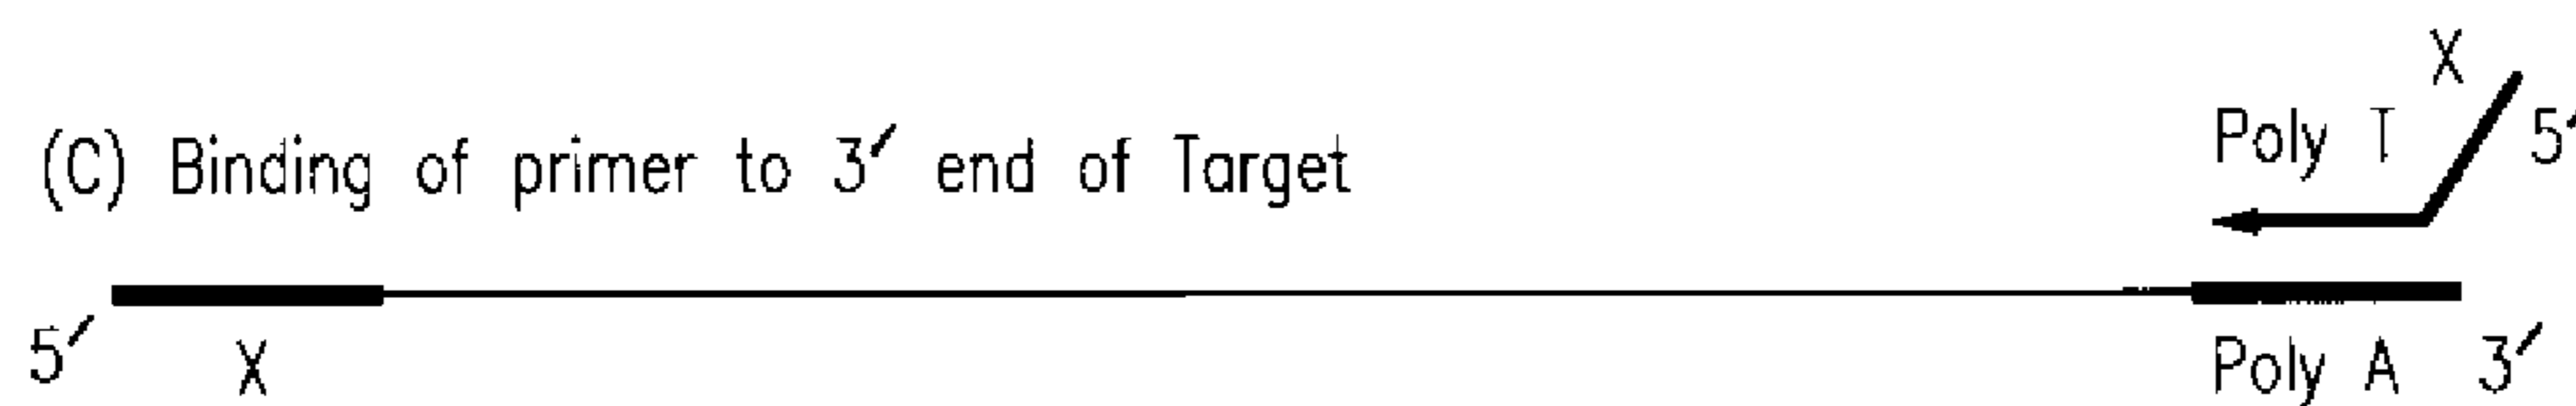 X
(C) Binding of primer to 3′ end of Target
Poly T
5′
5′
X
Poly A
3′